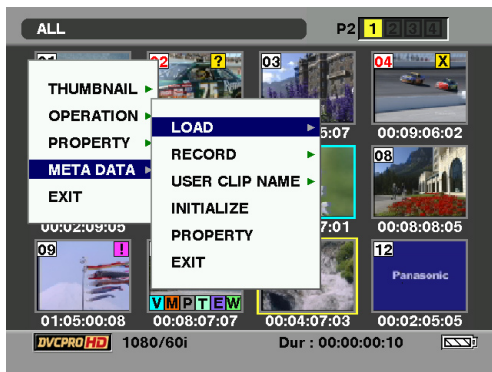 ALL P2 1 2 3 4
02 ? 03 04 X
THUMBNAIL
OPERATION
PROPERTY
META DATA
EXIT
LOAD
RECORD
USER CLIP NAME
INITIALIZE
PROPERTY
EXIT
5:07 00:09:06:02
08
00:02:09:05 7:01 00:08:08:05
09 ! 12
Panasonic
V M P T E W
01:05:00:08 00:08:07:07 00:04:07:03 00:02:05:05
DVCPRO HD 1080/60i Dur : 00:00:00:10